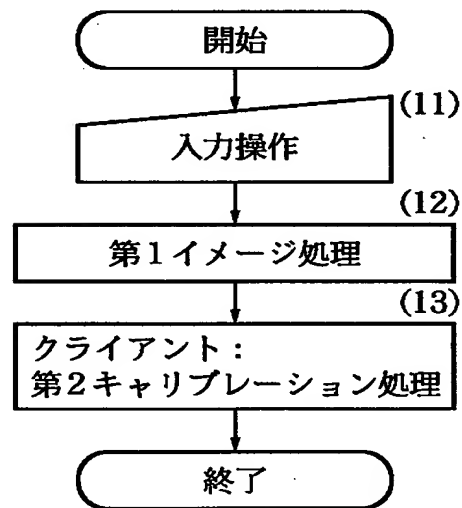 開始
(11)
入力操作
(12)
第1イメージ処理
(13)
クライアント：
第2キャリブレーション処理
終了